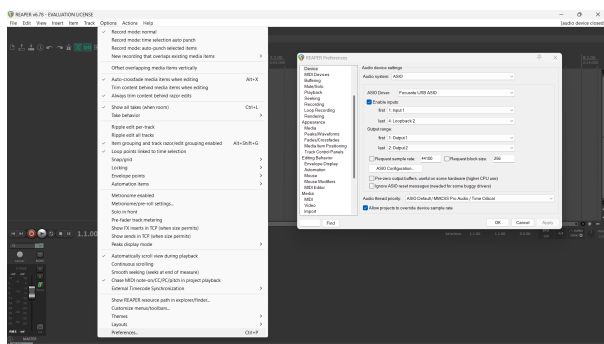 REAPER v6.78 - EVALUATION LICENSE
File Edit View Insert Item Track Options Actions Help
[audio device closed
Record mode: normal
Record mode: time selection auto punch
Record mode: auto-punch selected items
New recording that overlaps existing media items
Offset overlapping media items vertically
Auto-crossfade media items when editing Alt+X
Trim content behind media items when editing
Always trim content behind razor edits
Show all takes (when room) Ctrl+L
Take behavior
Ripple edit per-track
Ripple edit all tracks
Item grouping and track razor/edit grouping enabled Alt+Shift+G
Loop points linked to time selection
Snap/grid
Locking
Envelope points
Automation items
Metronome enabled
Metronome/pre-roll settings...
Solo in front
Pre-fader track metering
Show FX inserts in TCP (when size permits)
Show sends in TCP (when size permits)
Peaks display mode
Automatically scroll view during playback
Continuous scrolling
Smooth seeking (seeks at end of measure)
Chase MIDI note-on/CC/PC/pitch in project playback
External Timecode Synchronization
Show REAPER resource path in explorer/finder...
Customize menus/toolbars...
Themes
Layouts
Preferences... Ctrl+P
REAPER Preferences
Device
MIDI Devices
Buffering
Mute/Solo
Playback
Seeking
Recording
Loop Recording
Rendering
Appearance
Media
Peaks/Waveforms
Fades/Crossfades
Media Item Positioning
Track Control Panels
Editing Behavior
Envelope Display
Automation
Mouse
Mouse Modifiers
MIDI Editor
Media
MIDI
Video
Import
Find
Audio device settings
Audio system: ASIO
ASIO Driver: Focusrite USB ASIO
Enable inputs:
first 1: Input 1
last 4: Loopback 2
Output range:
first 1: Output 1
last 2: Output 2
Request sample rate: 44100 Request block size: 256
ASIO Configuration...
Pre-zero output buffers, useful on some hardware (higher CPU use)
Ignore ASIO reset messages (needed for some buggy drivers)
Audio thread priority: ASIO Default / MMCSS Pro Audio / Time Critical
Allow projects to override device sample rate
OK Cancel Apply
1.1.00
MASTER